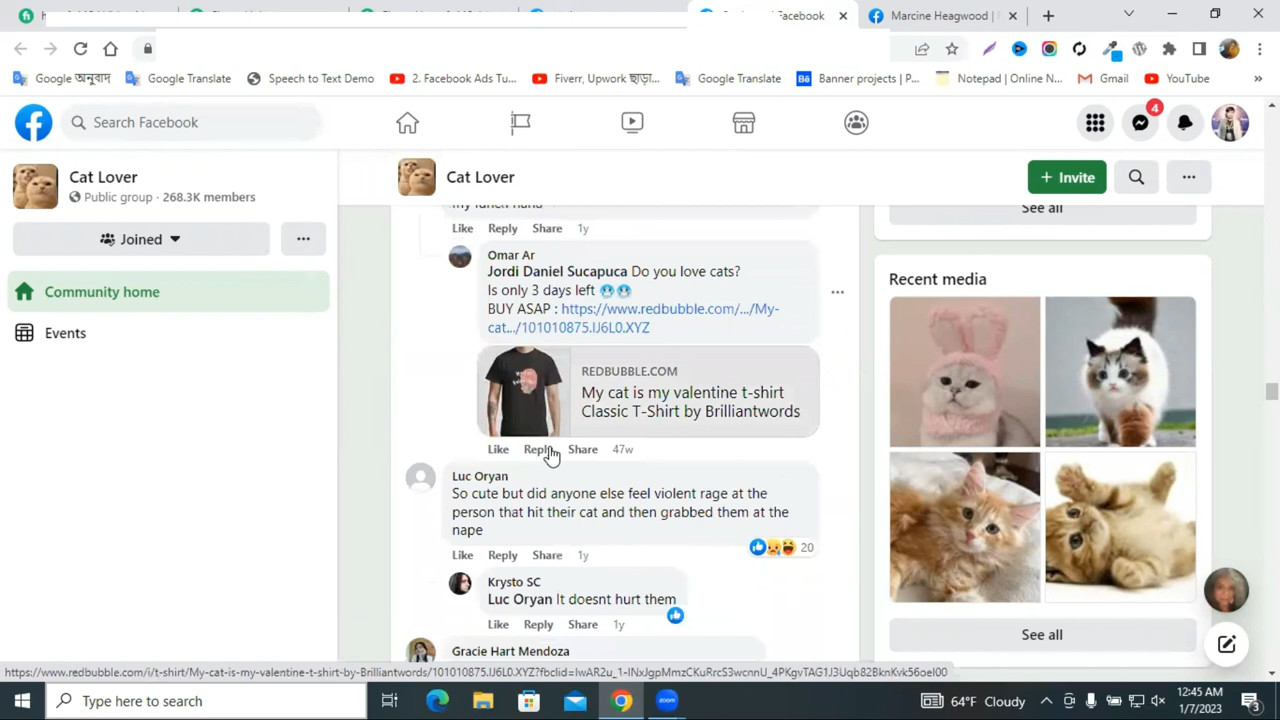 Facebook
Marcine Heagwood |
Google অনুবাদ
Google Translate
Speech to Text Demo
2. Facebook Ads Tu...
Fiverr, Upwork ছাড়া...
Google Translate
Banner projects | P...
Notepad | Online N...
Gmail
YouTube
Search Facebook
4
Cat Lover
Public group · 268.3K members
Joined
Community home
Events
Cat Lover
+ Invite
Like Reply Share 1y
Omar Ar
Jordi Daniel Sucapuca Do you love cats?
Is only 3 days left
BUY ASAP : https://www.redbubble.com/.../My-
cat.../101010875.IJ6L0.XYZ
REDBUBBLE.COM
My cat is my valentine t-shirt
Classic T-Shirt by Brilliantwords
Like Reply Share 47w
Luc Oryan
So cute but did anyone else feel violent rage at the
person that hit their cat and then grabbed them at the
nape
20
Like Reply Share 1y
Krysto SC
Luc Oryan It doesnt hurt them
Like Reply Share 1y
Gracie Hart Mendoza
See all
Recent media
See all
Type here to search
zoom
64°F Cloudy
12:45 AM
1/7/2023
3